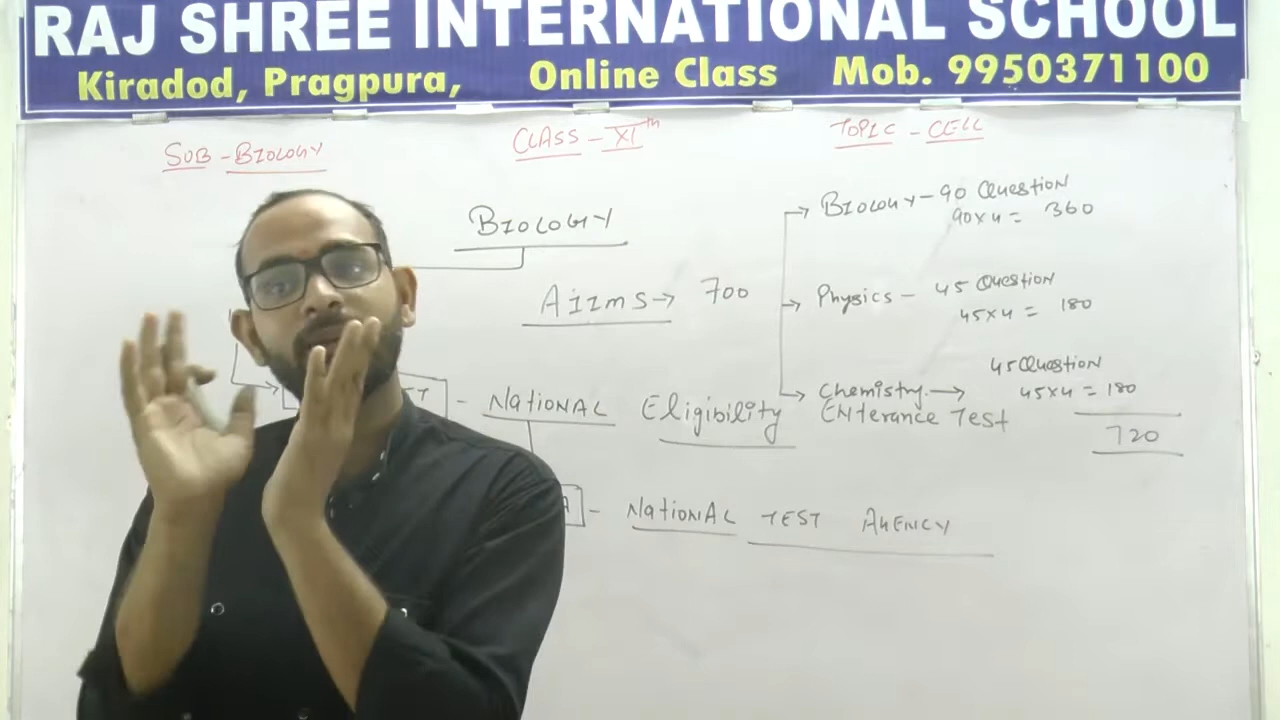 RAJ SHREE INTERNATIONAL SCHOOL
Kiradod, Pragpura, Online Class Mob. 9950371100
SUB - BIOLOGY
CLASS - XIth
TOPIC - CELL
BIOLOGY
Aiims → 700
→ BIOLOGY - 90 QUESTION
90x4 = 360
→ Physics - 45 QUESTION
45x4 = 180
→ Chemistry →
45 QUESTION
45x4 = 180
720
- NATIONAL Eligibility ENterance Test
- NATIONAL TEST AGENCY